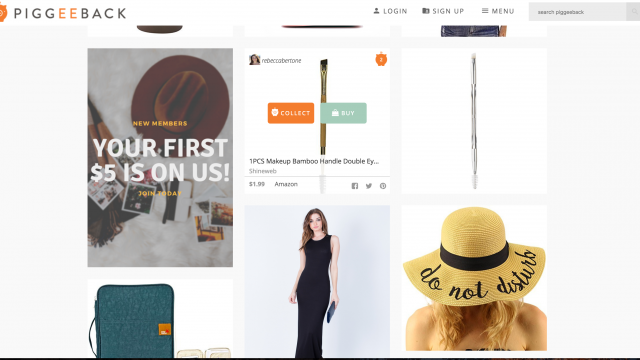 PIGGEEBACK
LOGIN
SIGN UP
MENU
search piggeeback
NEW MEMBERS
YOUR FIRST
$5 IS ON US!
JOIN TODAY
rebeccabertone
COLLECT
BUY
1PCS Makeup Bamboo Handle Double Ey...
Shineweb
$1.99 Amazon
do not disturb